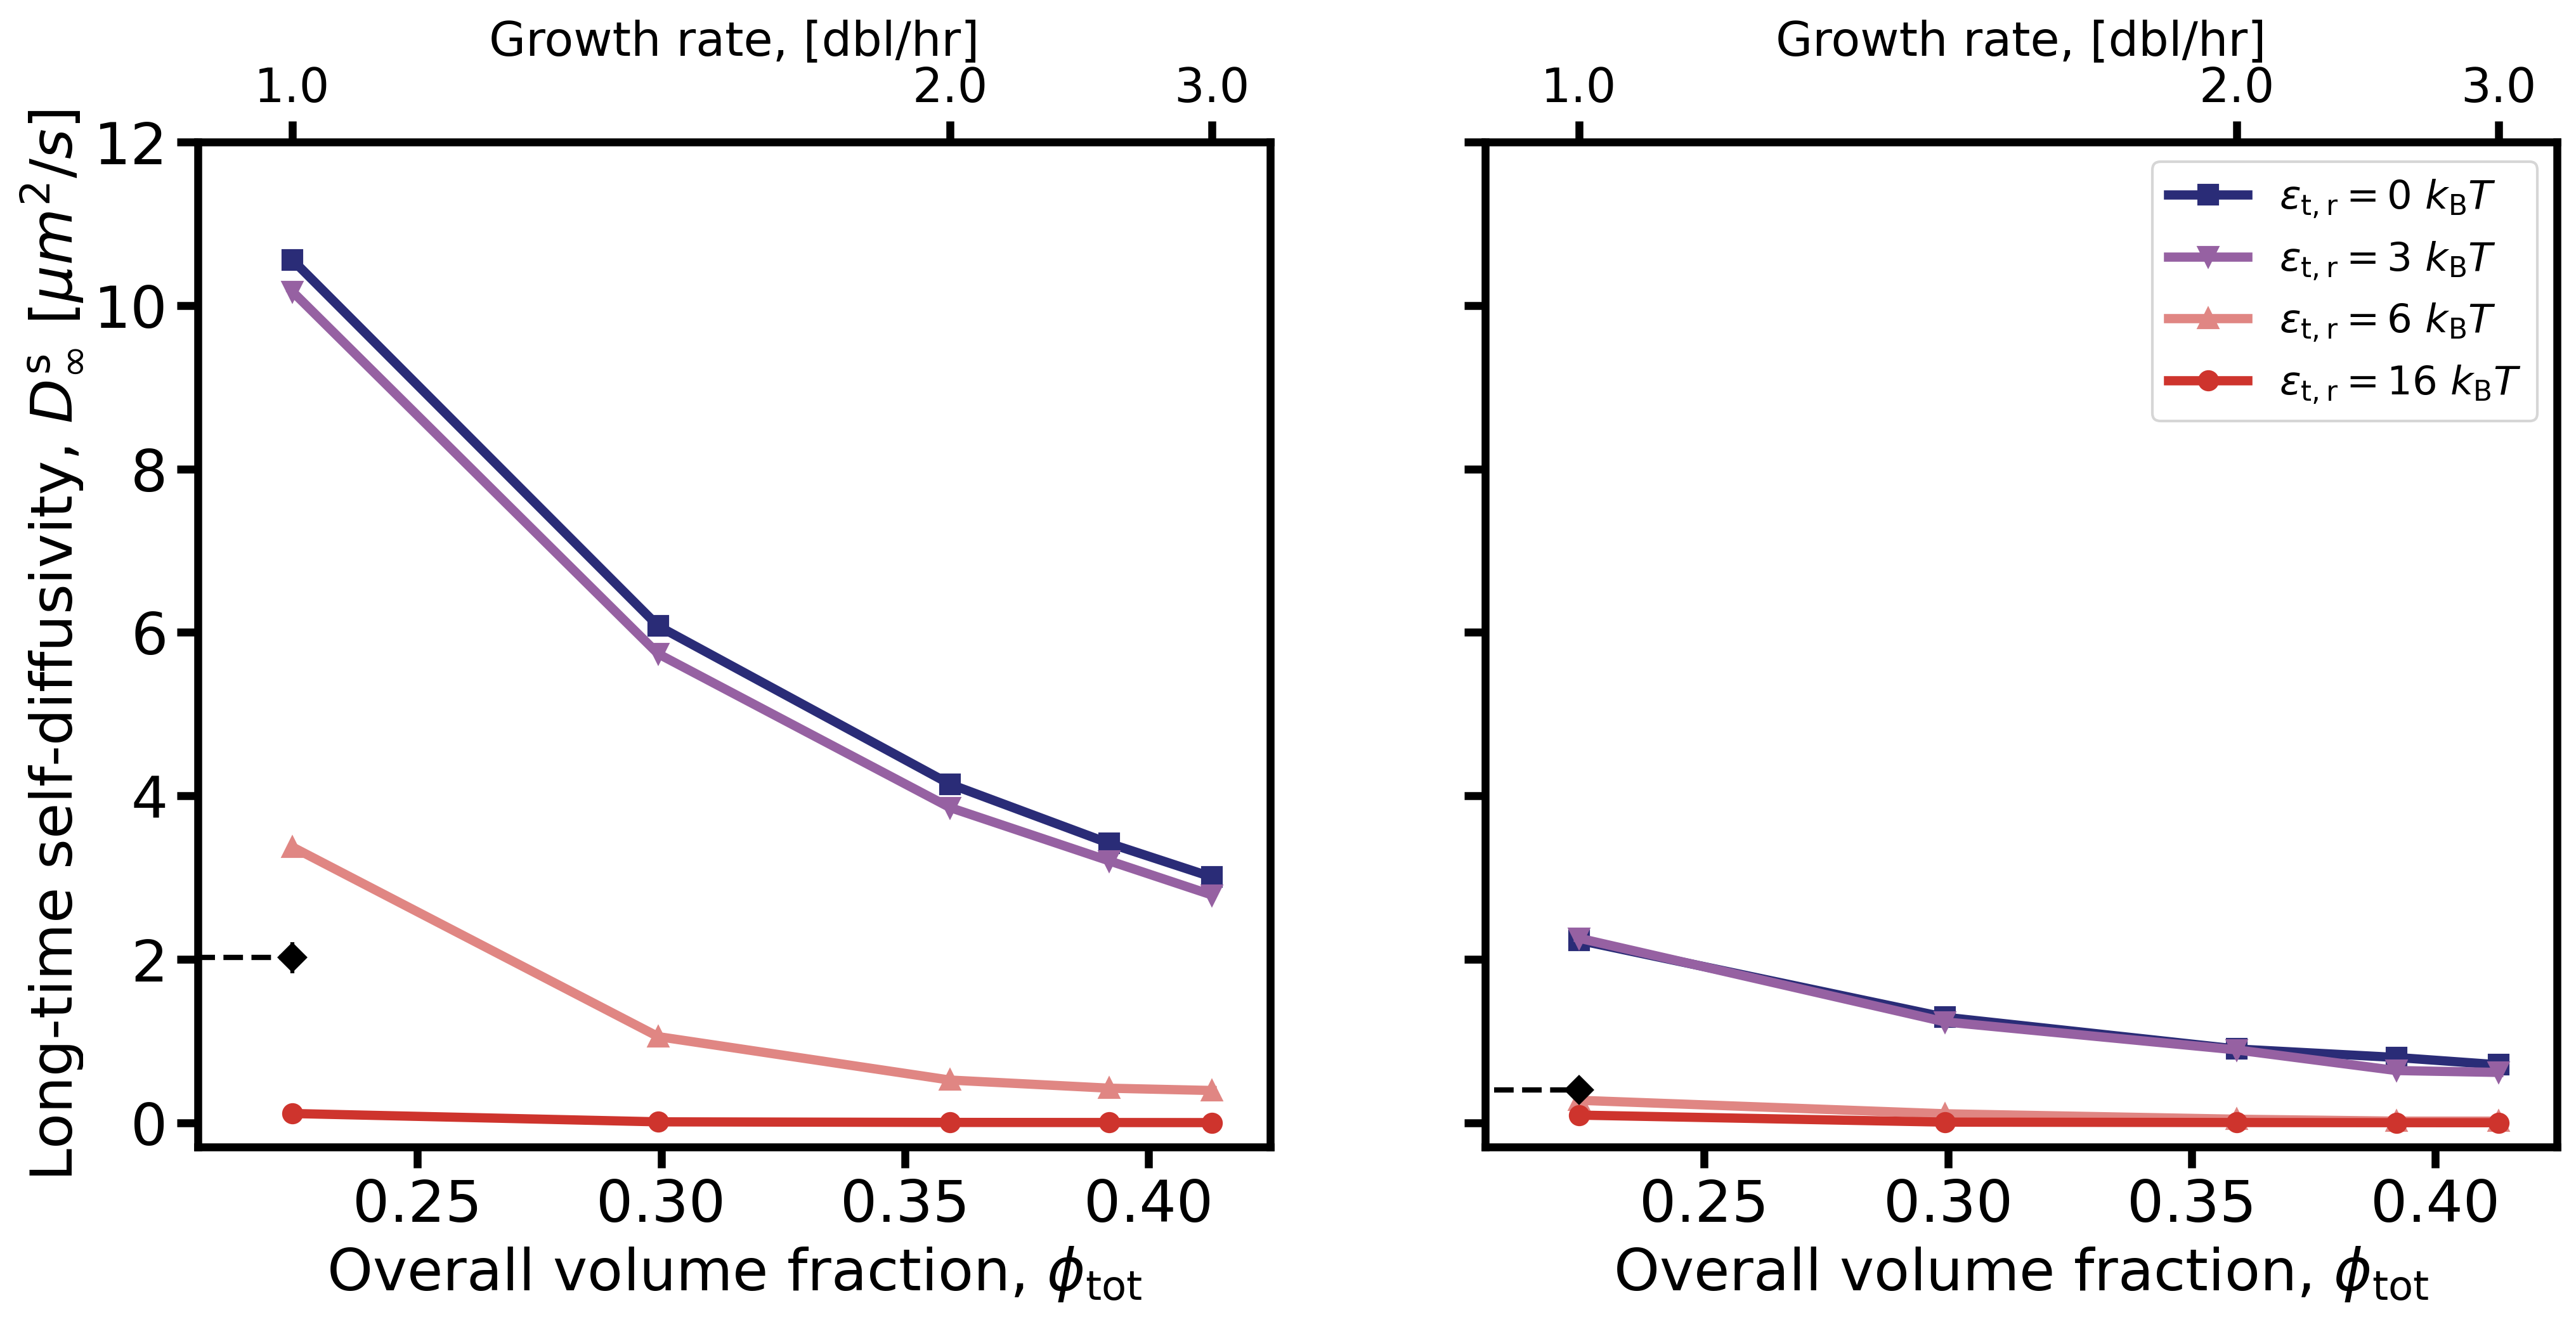 Growth rate, [dbl/hr]
1.0 2.0 3.0
Long-time self-diffusivity, $D^{\mathrm{s}}_{\infty}$ [$\mu m^2/s$]
12
10
8
6
4
2
0
0.25 0.30 0.35 0.40
Overall volume fraction, $\phi_{\mathrm{tot}}$
Growth rate, [dbl/hr]
1.0 2.0 3.0
$\varepsilon_{\mathrm{t,r}} = 0\ k_{\mathrm{B}}T$
$\varepsilon_{\mathrm{t,r}} = 3\ k_{\mathrm{B}}T$
$\varepsilon_{\mathrm{t,r}} = 6\ k_{\mathrm{B}}T$
$\varepsilon_{\mathrm{t,r}} = 16\ k_{\mathrm{B}}T$
0.25 0.30 0.35 0.40
Overall volume fraction, $\phi_{\mathrm{tot}}$